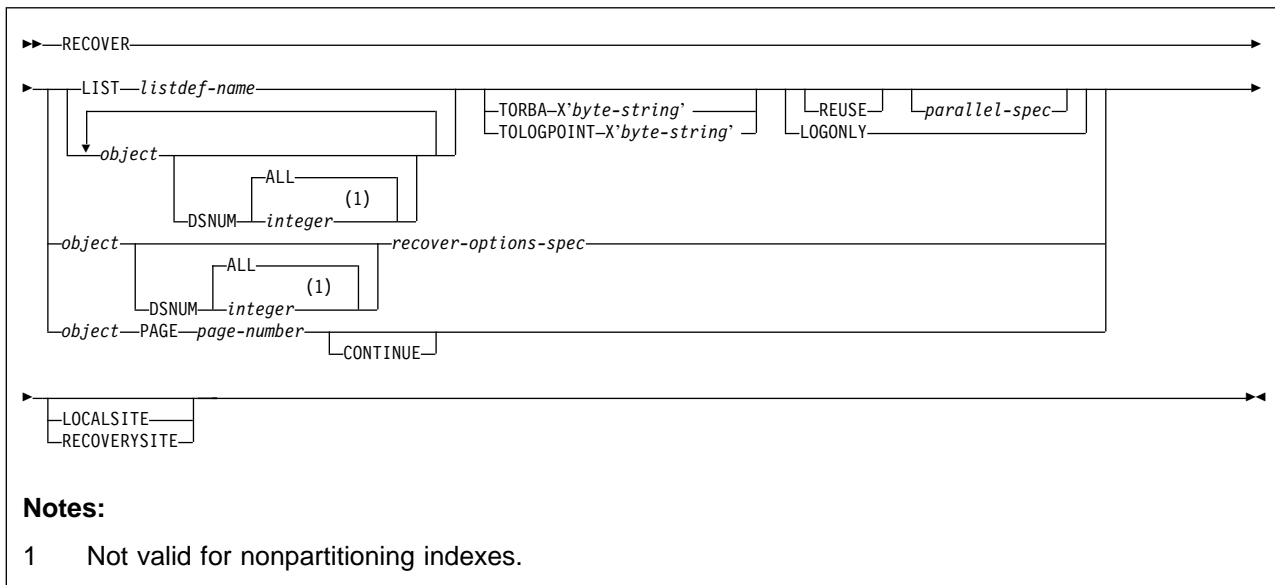 RECOVER
LIST listdef-name
TORBA X'byte-string'
REUSE
parallel-spec
TOLOGPOINT X'byte-string'
LOGONLY
object
ALL
(1)
DSNUM integer
object
recover-options-spec
ALL
(1)
DSNUM integer
object PAGE page-number
CONTINUE
LOCALSITE
RECOVERYSITE
Notes:
1 Not valid for nonpartitioning indexes.